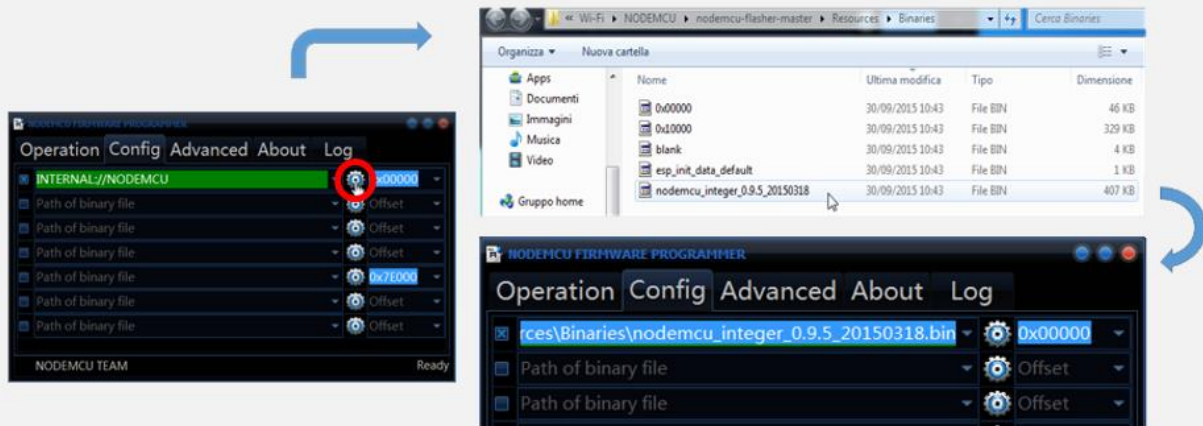 NODEMCU FIRMWARE PROGRAMMER
Operation Config Advanced About Log
INTERNAL://NODEMCU 0x00000
Path of binary file Offset
Path of binary file Offset
Path of binary file Offset
Path of binary file 0x7E000
Path of binary file Offset
Path of binary file Offset
NODEMCU TEAM Ready
« Wi-Fi NODEMCU nodemcu-flasher-master Resources Binaries Cerca Binaries
Organizza Nuova cartella
Apps
Documenti
Immagini
Musica
Video
Gruppo home
Nome Ultima modifica Tipo Dimensione
0x00000 30/09/2015 10:43 File BIN 46 KB
0x10000 30/09/2015 10:43 File BIN 329 KB
blank 30/09/2015 10:43 File BIN 4 KB
esp_init_data_default 30/09/2015 10:43 File BIN 1 KB
nodemcu_integer_0.9.5_20150318 30/09/2015 10:43 File BIN 407 KB
NODEMCU FIRMWARE PROGRAMMER
Operation Config Advanced About Log
rces\Binaries\nodemcu_integer_0.9.5_20150318.bin 0x00000
Path of binary file Offset
Path of binary file Offset